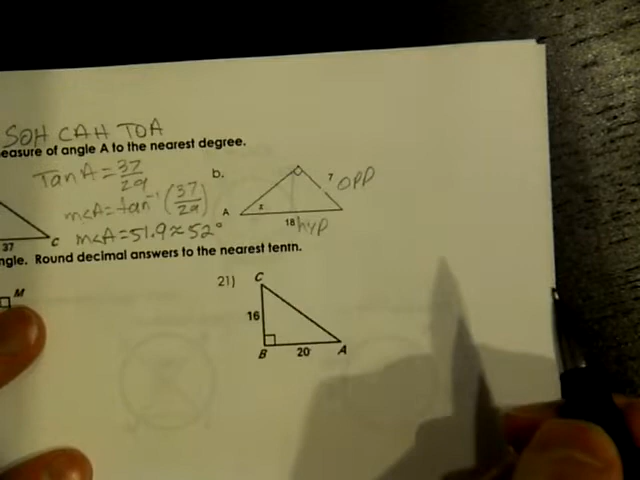 SOH CAH TOA
easure of angle A to the nearest degree.
Tan A = 37/29
m<A = tan⁻¹ (37/29)
m<A = 51.9 ≈ 52°
37
C
b.
7 OPP
A
x
18 hyp
ngle. Round decimal answers to the nearest tenth.
M
21)
C
16
B
20
A